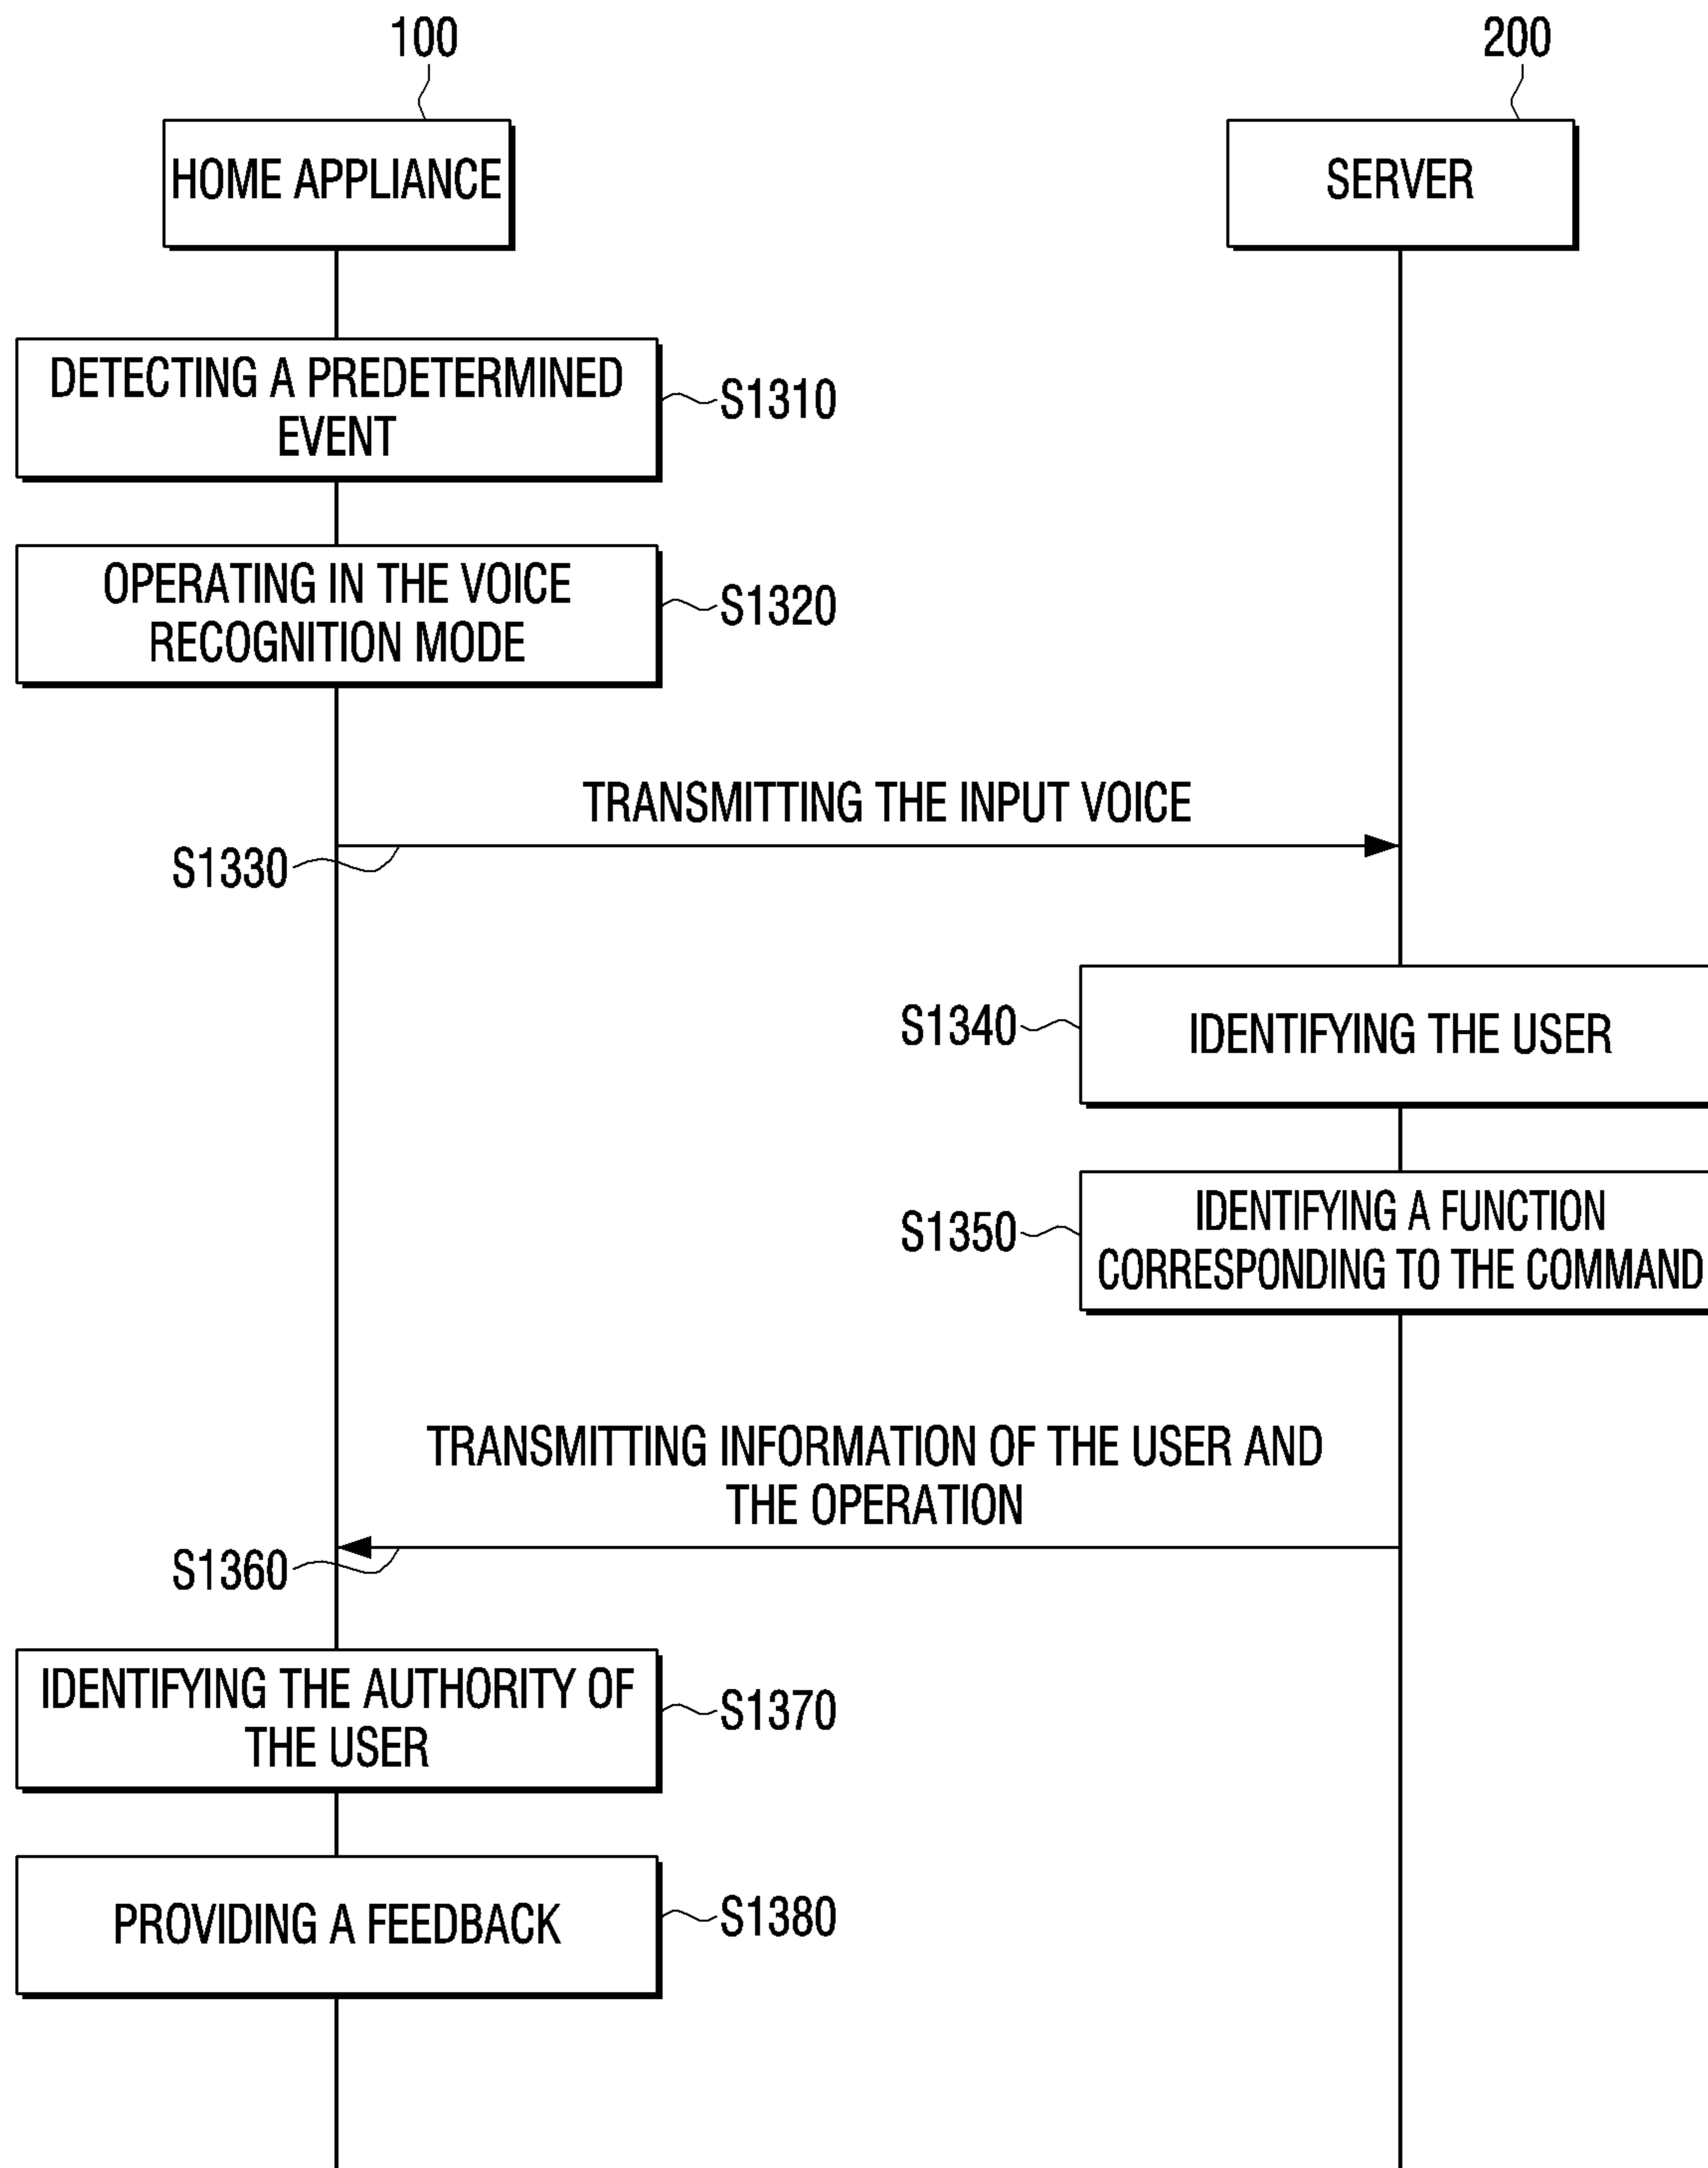 100
200
HOME APPLIANCE
SERVER
DETECTING A PREDETERMINED
EVENT
S1310
OPERATING IN THE VOICE
RECOGNITION MODE
S1320
TRANSMITTING THE INPUT VOICE
S1330
S1340
IDENTIFYING THE USER
S1350
IDENTIFYING A FUNCTION
CORRESPONDING TO THE COMMAND
TRANSMITTING INFORMATION OF THE USER AND
THE OPERATION
S1360
IDENTIFYING THE AUTHORITY OF
THE USER
S1370
PROVIDING A FEEDBACK
S1380